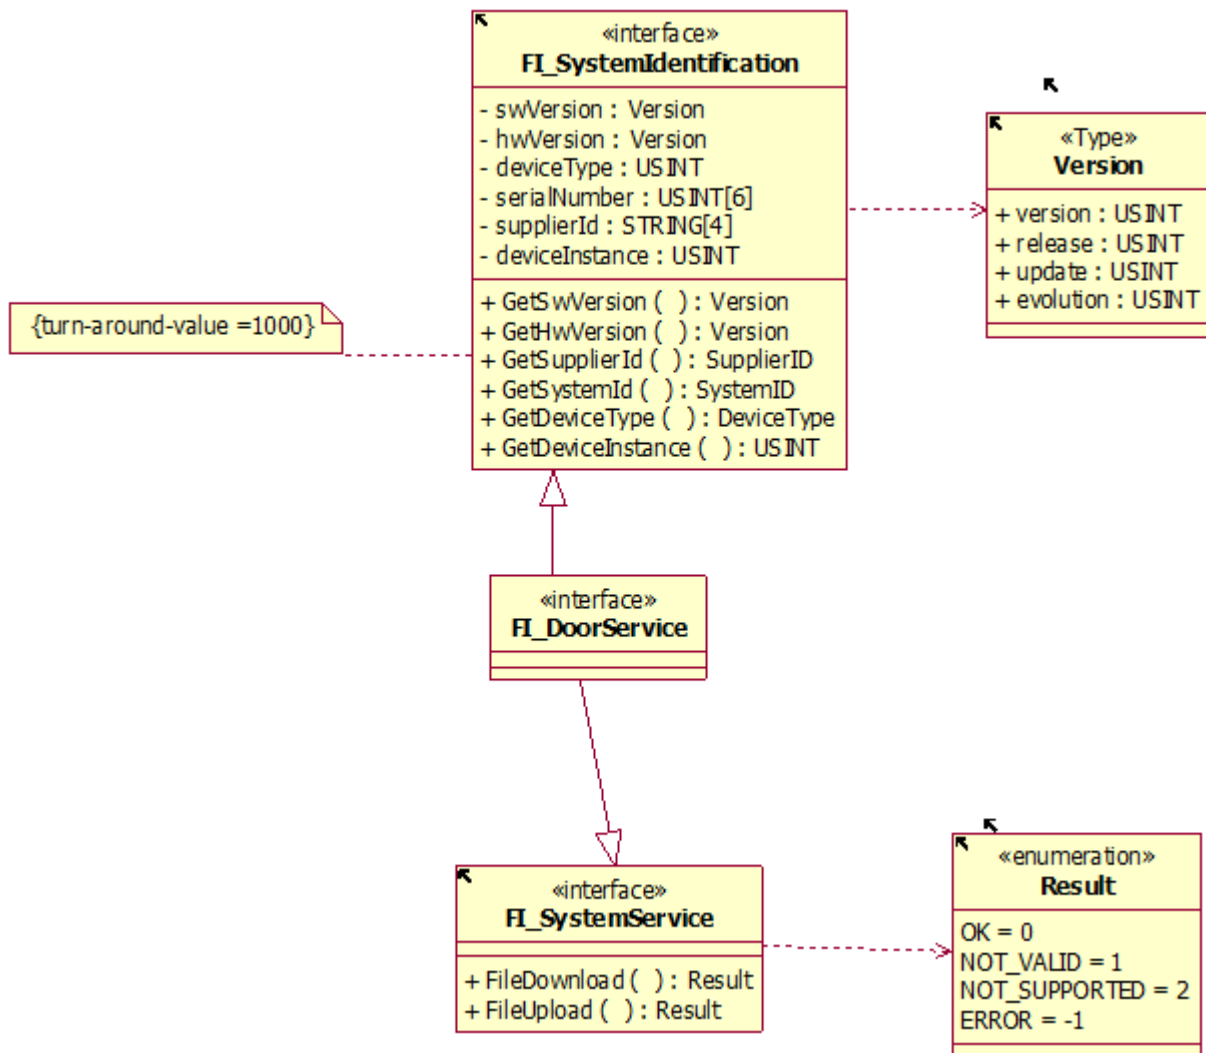 «interface»
FI_SystemIdentification
- swVersion : Version
- hwVersion : Version
- deviceType : USINT
- serialNumber : USINT[6]
- supplierId : STRING[4]
- deviceInstance : USINT
+ GetSwVersion ( ) : Version
+ GetHwVersion ( ) : Version
+ GetSupplierId ( ) : SupplierID
+ GetSystemId ( ) : SystemID
+ GetDeviceType ( ) : DeviceType
+ GetDeviceInstance ( ) : USINT
«Type»
Version
+ version : USINT
+ release : USINT
+ update : USINT
+ evolution : USINT
{turn-around-value =1000}
«interface»
FI_DoorService
«interface»
FI_SystemService
+ FileDownload ( ) : Result
+ FileUpload ( ) : Result
«enumeration»
Result
OK = 0
NOT_VALID = 1
NOT_SUPPORTED = 2
ERROR = -1